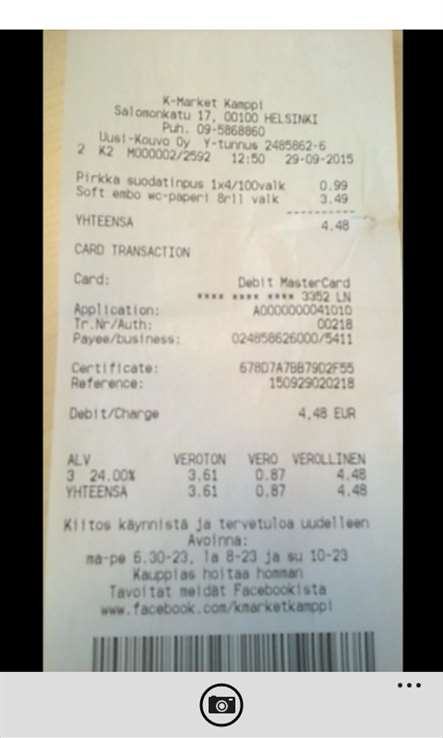 K-Market Kamppi
Salomonkatu 17, 00100 HELSINKI
Puh. 09-5868860
Uusi-Kouvo Oy Y-tunnus 2485862-6
2 K2 M000002/2592 12:50 29-09-2015
Pirkka suodatinpus 1x4/100valk 0.99
Soft embo wc-paperi 8rll valk 3.49
YHTEENSA 4.48
CARD TRANSACTION
Card: Debit MasterCard
**** **** **** 3352 LN
Application: A0000000041010
Tr.Nr/Auth: 00218
Payee/business: 024858626000/5411
Certificate: 678D7A7BB7902F55
Reference: 150929020218
Debit/Charge 4,48 EUR
ALV VEROTON VERO VEROLLINEN
3 24.00% 3.61 0.87 4.48
YHTEENSA 3.61 0.87 4.48
Kiitos käynnistä ja tervetuloa uudelleen
Avoinna:
ma-pe 6.30-23, la 8-23 ja su 10-23
Kauppias hoitaa homman
Tavoitat meidät Facebookista
www.facebook.com/kmarketkamppi